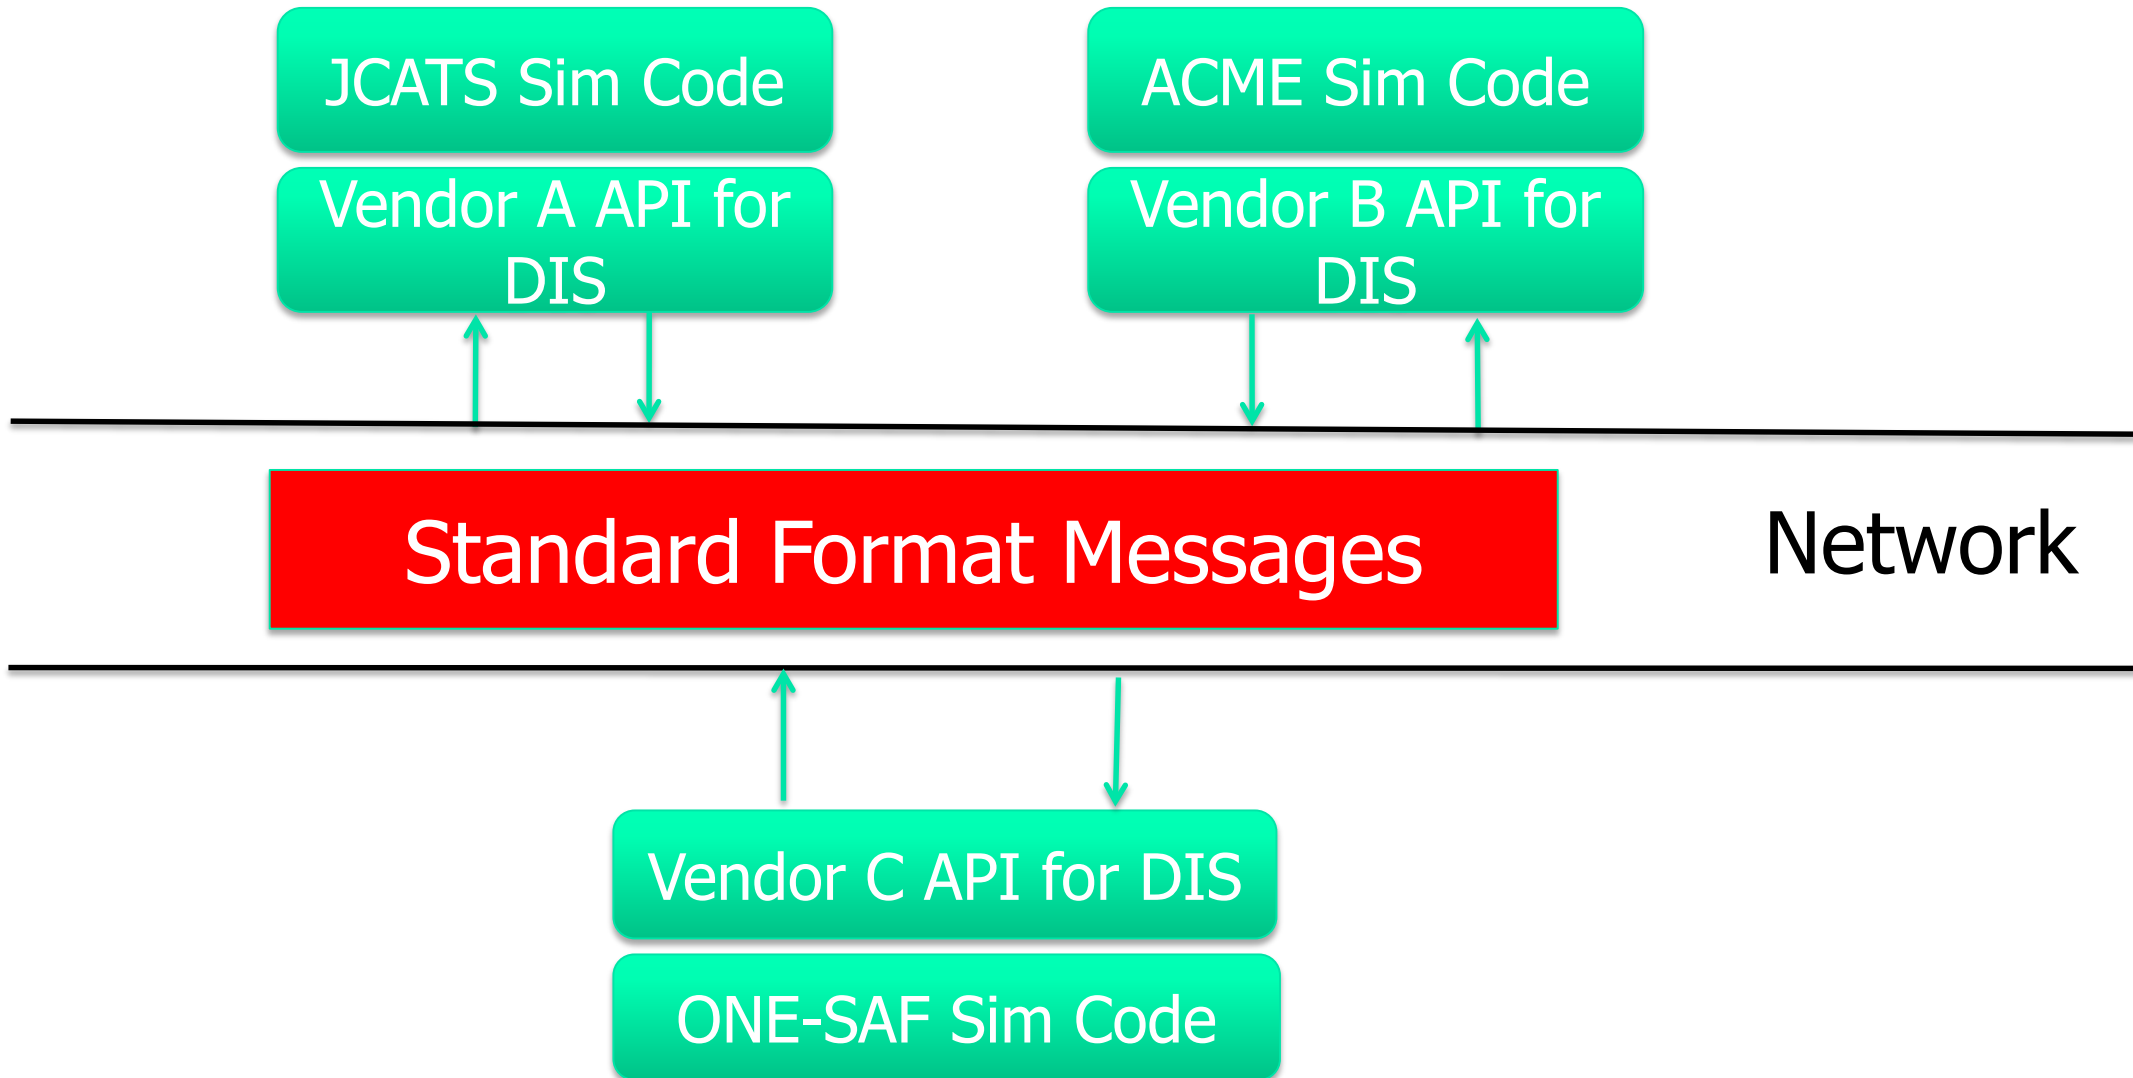 JCATS Sim Code
ACME Sim Code
Vendor A API for
DIS
Vendor B API for
DIS
Standard Format Messages
Network
Vendor C API for DIS
ONE-SAF Sim Code